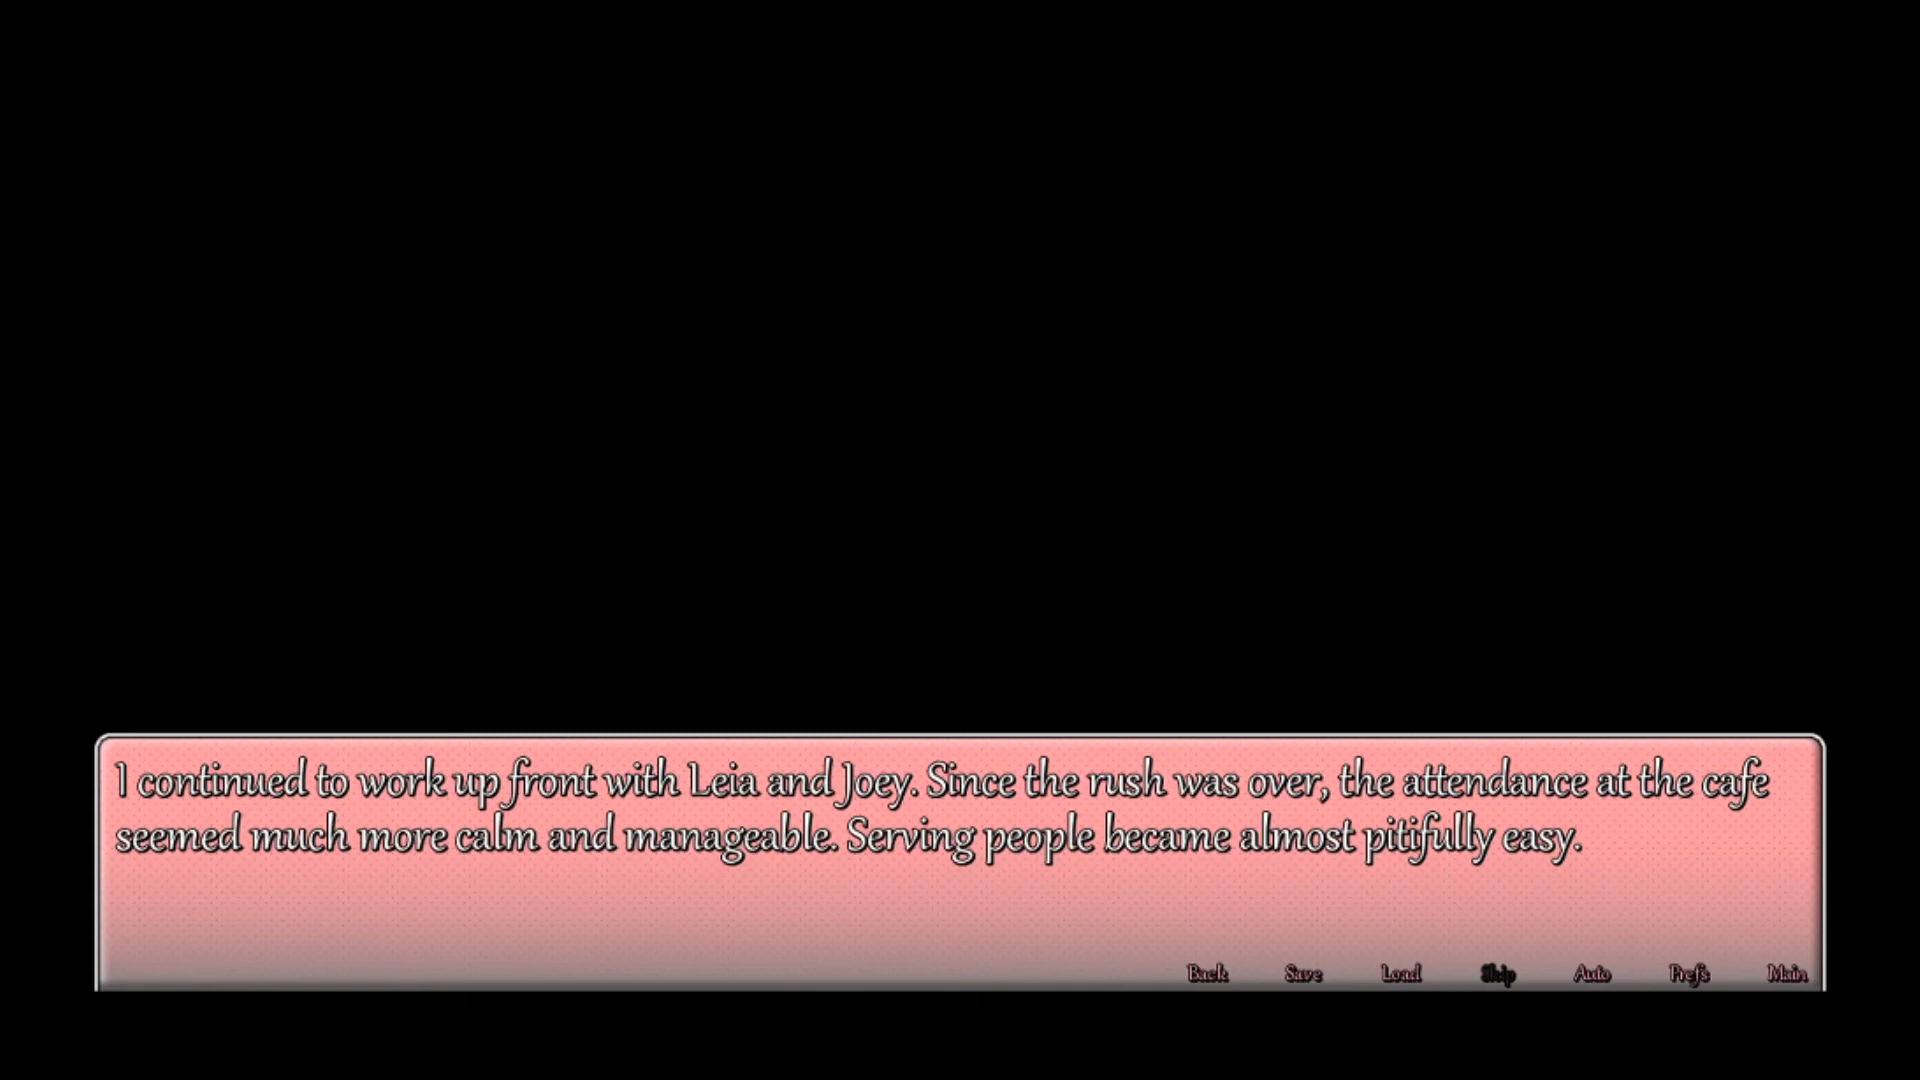 I continued to work up front with Leia and Joey. Since the rush was over, the attendance at the cafe
seemed much more calm and manageable. Serving people became almost pitifully easy.
Back Save Load Skip Auto Prefs Main